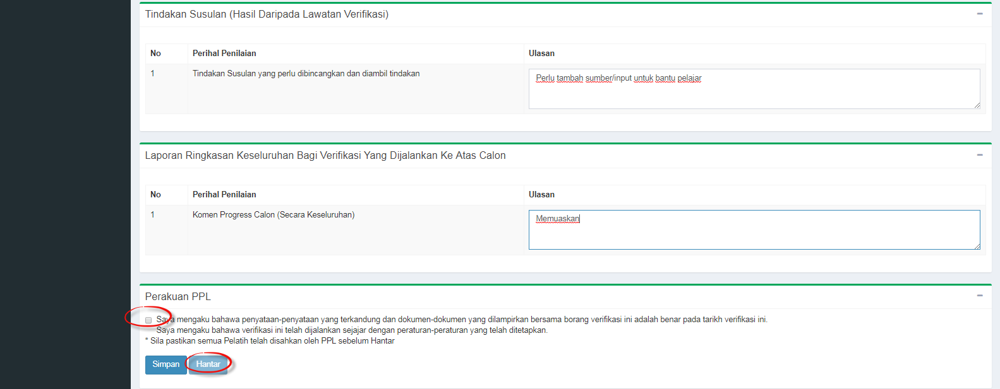 Tindakan Susulan (Hasil Daripada Lawatan Verifikasi)
No Perihal Penilaian Ulasan
1 Tindakan Susulan yang perlu dibincangkan dan diambil tindakan Perlu tambah sumber/input untuk bantu pelajar
Laporan Ringkasan Keseluruhan Bagi Verifikasi Yang Dijalankan Ke Atas Calon
No Perihal Penilaian Ulasan
1 Komen Progress Calon (Secara Keseluruhan) Memuaskan
Perakuan PPL
Saya mengaku bahawa penyataan-penyataan yang terkandung dan dokumen-dokumen yang dilampirkan bersama borang verifikasi ini adalah benar pada tarikh verifikasi ini.
Saya mengaku bahawa verifikasi ini telah dijalankan sejajar dengan peraturan-peraturan yang telah ditetapkan.
* Sila pastikan semua Pelatih telah disahkan oleh PPL sebelum Hantar
Simpan Hantar